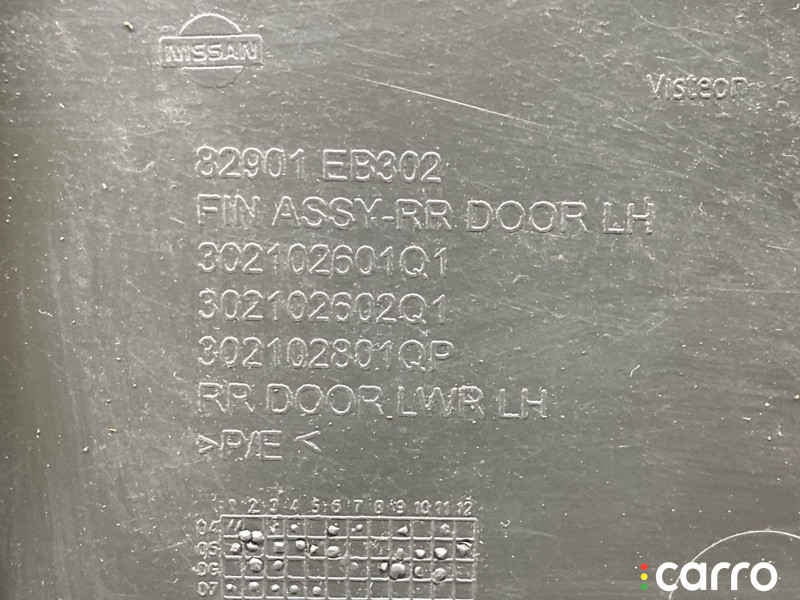 NISSAN
Visteon
82901 EB302
FIN ASSY-RR DOOR LH
302102601Q1
302102602Q1
302102801QP
RR DOOR LWR LH
>P/E<
1 2 3 4 5 6 7 8 9 10 11 12
04
05
06
07
carro